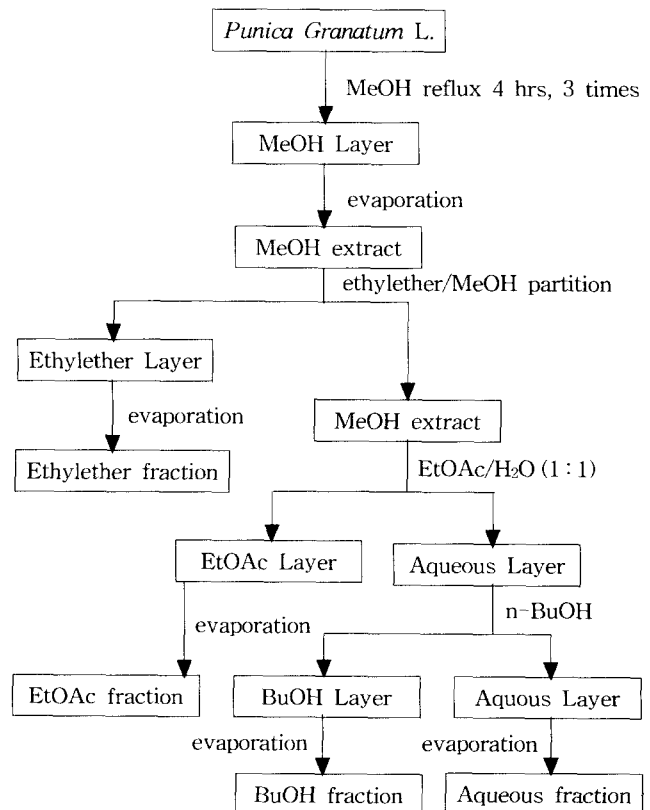 Punica Granatum L.
MeOH reflux 4 hrs, 3 times
MeOH Layer
evaporation
MeOH extract
ethylether/MeOH partition
Ethylether Layer
evaporation
MeOH extract
Ethylether fraction
EtOAc/H₂O (1 : 1)
EtOAc Layer
Aqueous Layer
n-BuOH
evaporation
EtOAc fraction
BuOH Layer
Aquous Layer
evaporation
evaporation
BuOH fraction
Aqueous fraction